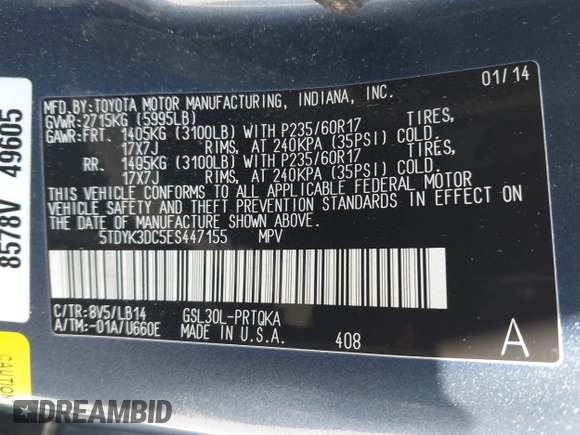 MFD.BY:TOYOTA MOTOR MANUFACTURING, INDIANA, INC. 01/14
GVWR:2715KG (5995LB)
GAWR:FRT. 1405KG (3100LB) WITH P235/60R17 TIRES,
17X7J RIMS, AT 240KPA (35PSI) COLD.
RR. 1405KG (3100LB) WITH P235/60R17 TIRES,
17X7J RIMS, AT 240KPA (35PSI) COLD.
THIS VEHICLE CONFORMS TO ALL APPLICABLE FEDERAL MOTOR
VEHICLE SAFETY AND THEFT PREVENTION STANDARDS IN EFFECT ON
THE DATE OF MANUFACTURE SHOWN ABOVE.
5TDYK3DC5ES447155 MPV
C/TR:8V5/LB14 GSL30L-PRTQKA
A/TM:-01A/U660E MADE IN U.S.A. 408
A
8578V 49605
CAUTION
DREAMBID